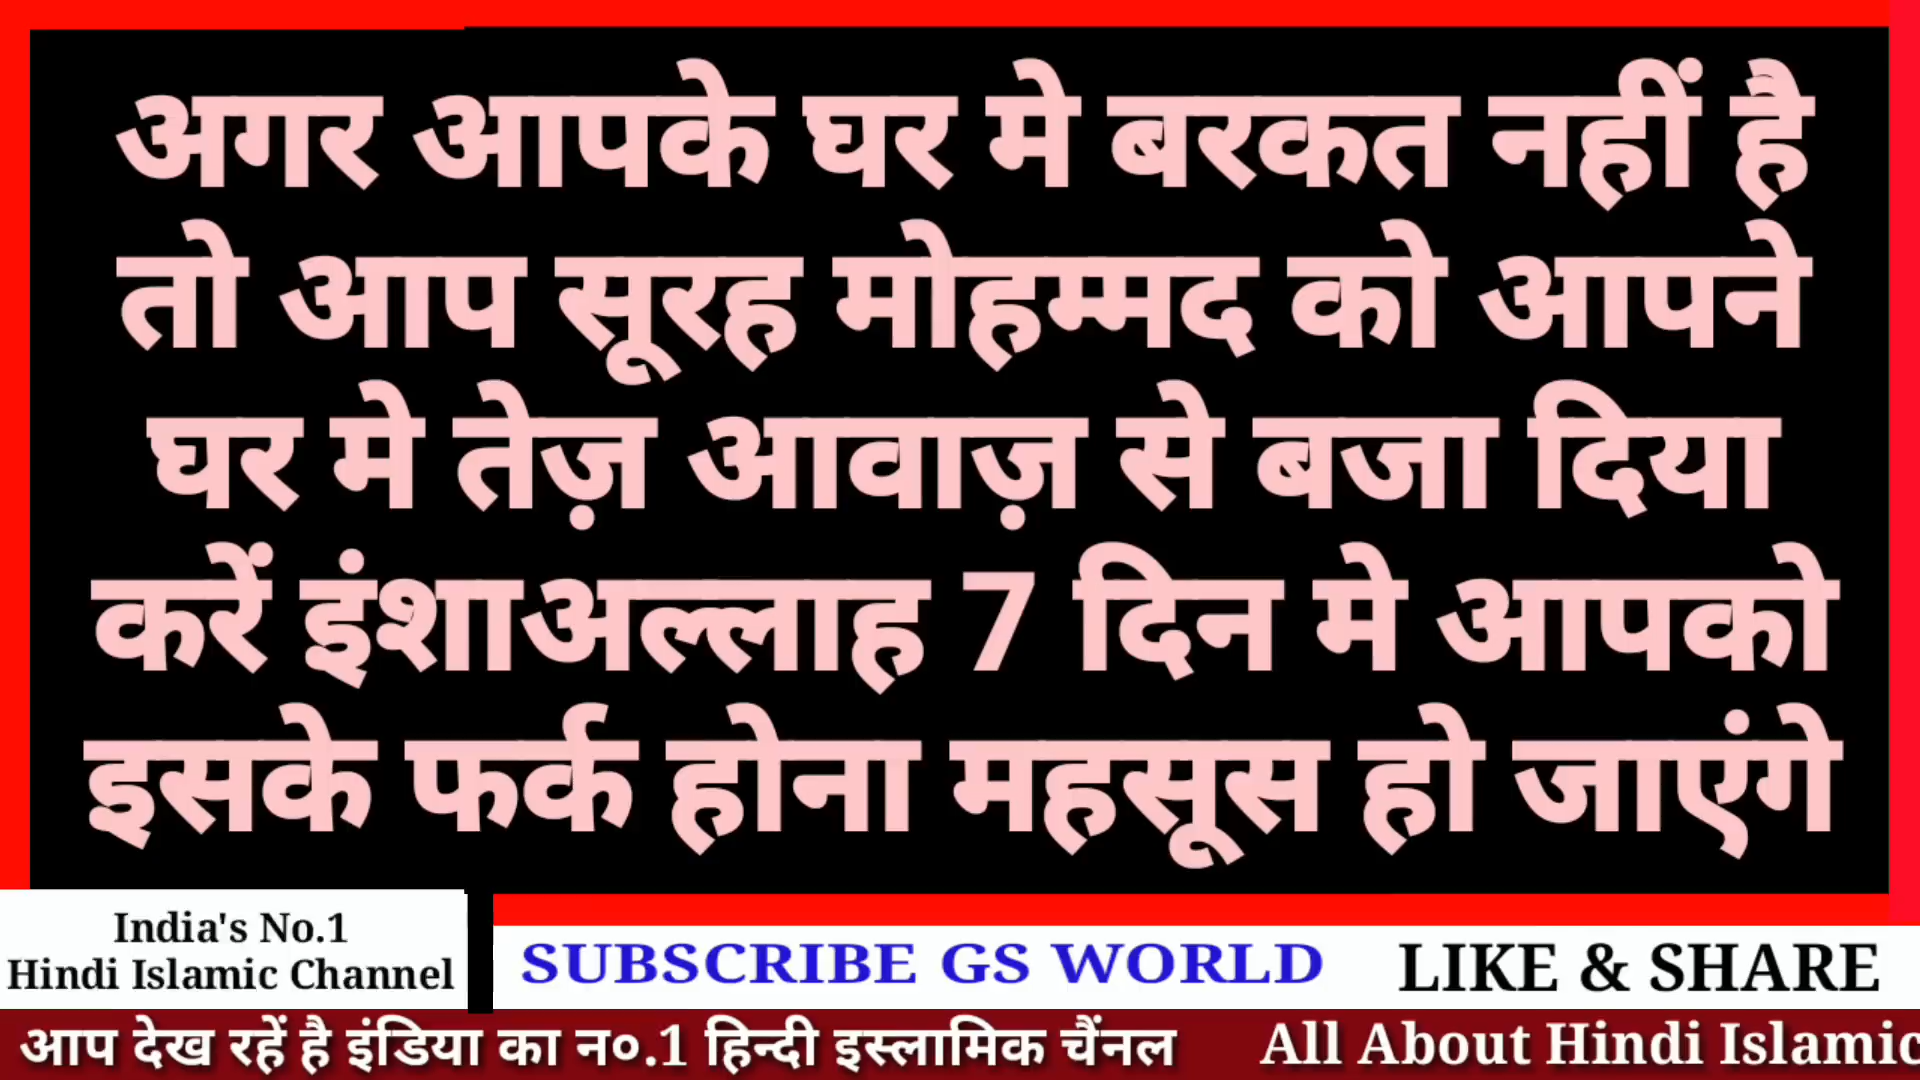 अगर आपके घर मे बरकत नहीं है
तो आप सूरह मोहम्मद को आपने
घर मे तेज़ आवाज़ से बजा दिया
करें इंशाअल्लाह 7 दिन मे आपको
इसके फर्क होना महसूस हो जाएंगे
India's No.1
Hindi Islamic Channel
SUBSCRIBE GS WORLD
LIKE & SHARE
आप देख रहें है इंडिया का न०.1 हिन्दी इस्लामिक चैंनल
All About Hindi Islamic